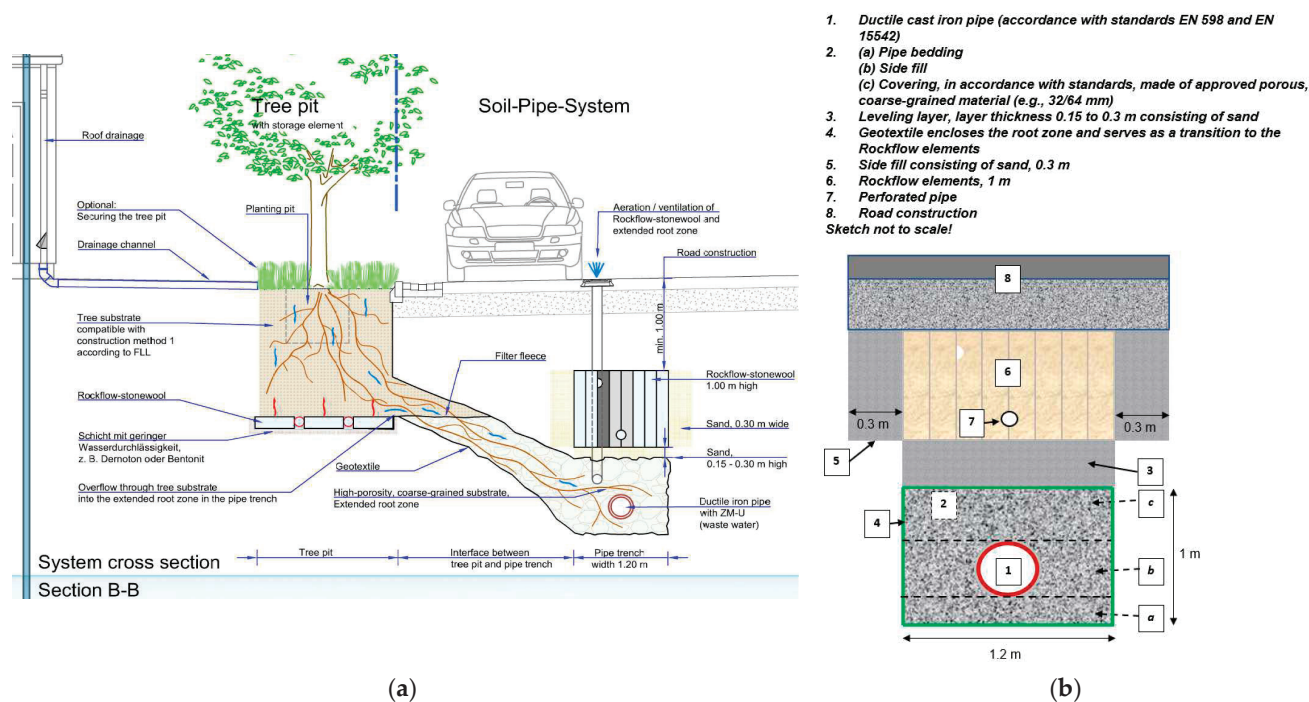 Tree pit
with storage element
Soil-Pipe-System
Roof drainage
Optional:
Securing the tree pit
Planting pit
Aeration / ventilation of
Rockflow-stonewool and
extended root zone
Drainage channel
Road construction
min. 1.00 m
Tree substrate
compatible with
construction method 1
according to FLL
Filter fleece
Rockflow-stonewool
1.00 m high
Rockflow-stonewool
Sand, 0.30 m wide
Schicht mit geringer
Wasserdurchlässigkeit,
z. B. Dernoton oder Bentonit
Sand,
0.15 - 0.30 m high
Geotextile
Overflow through tree substrate
into the extended root zone in the pipe trench
High-porosity, coarse-grained substrate,
Extended root zone
Ductile iron pipe
with ZM-U
(waste water)
System cross section
Tree pit
Interface between
tree pit and pipe trench
Pipe trench
width 1.20 m
Section B-B
(a)
1. Ductile cast iron pipe (accordance with standards EN 598 and EN
15542)
2. (a) Pipe bedding
(b) Side fill
(c) Covering, in accordance with standards, made of approved porous,
coarse-grained material (e.g., 32/64 mm)
3. Leveling layer, layer thickness 0.15 to 0.3 m consisting of sand
4. Geotextile encloses the root zone and serves as a transition to the
Rockflow elements
5. Side fill consisting of sand, 0.3 m
6. Rockflow elements, 1 m
7. Perforated pipe
8. Road construction
Sketch not to scale!
8
6
7
0.3 m
0.3 m
5
3
2
c
4
1
b
1 m
a
1.2 m
(b)